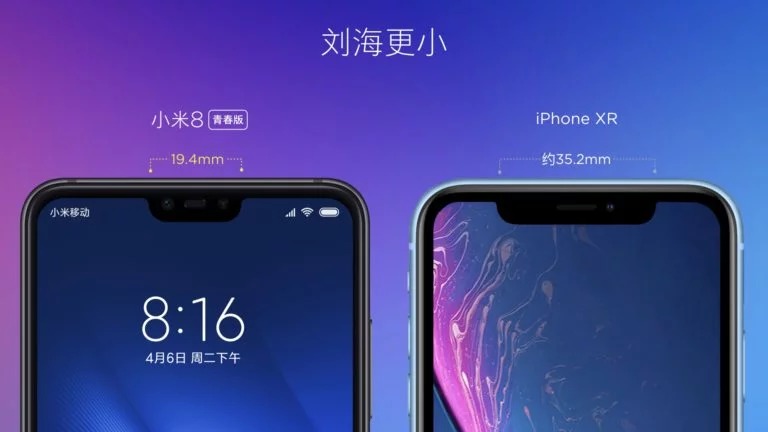 刘海更小
小米8 青春版
19.4mm
小米移动
8:16
4月6日 周二下午
iPhone XR
约35.2mm